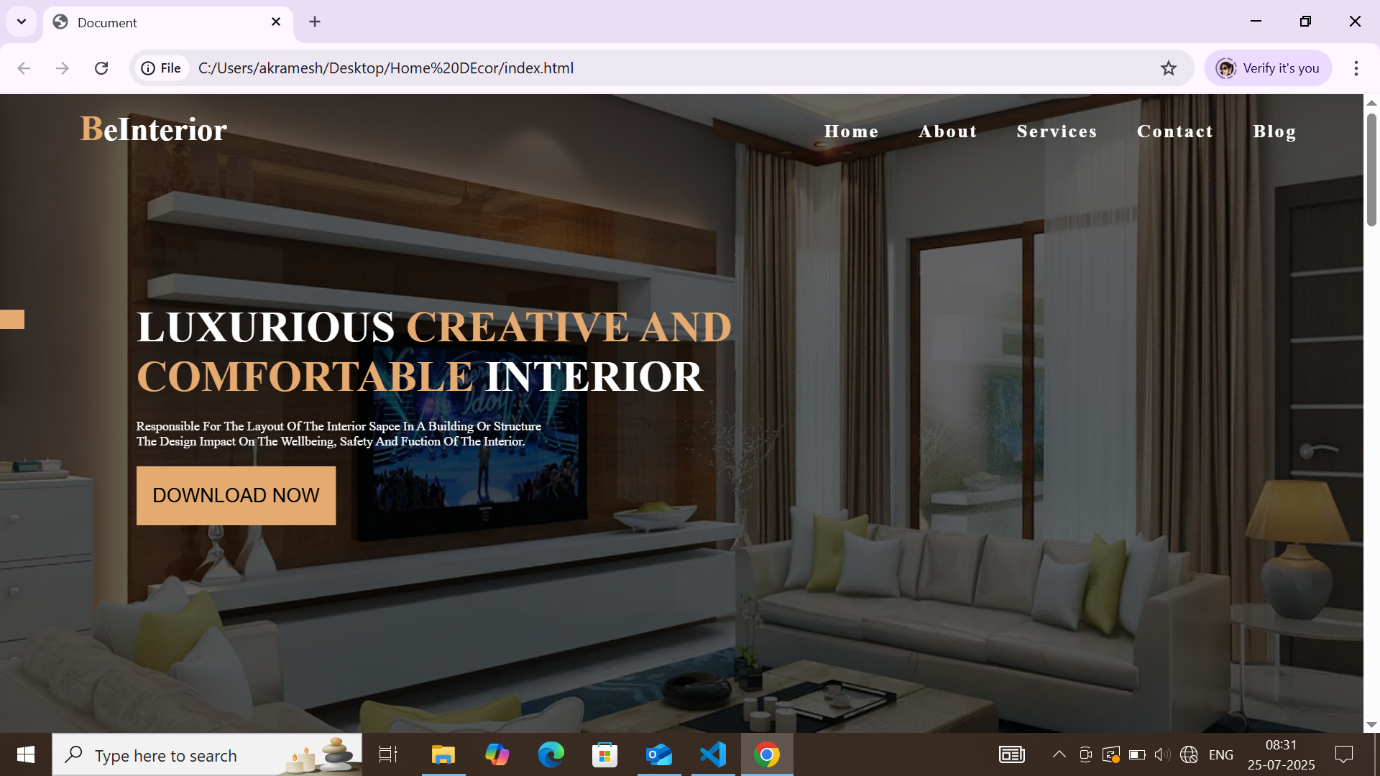 Document
File
C:/Users/akramesh/Desktop/Home%20DEcor/index.html
Verify it's you
BeInterior
Home
About
Services
Contact
Blog
LUXURIOUS CREATIVE AND
COMFORTABLE INTERIOR
Responsible For The Layout Of The Interior Sapce In A Building Or Structure
The Design Impact On The Wellbeing, Safety And Fuction Of The Interior.
DOWNLOAD NOW
Type here to search
ENG
08:31
25-07-2025